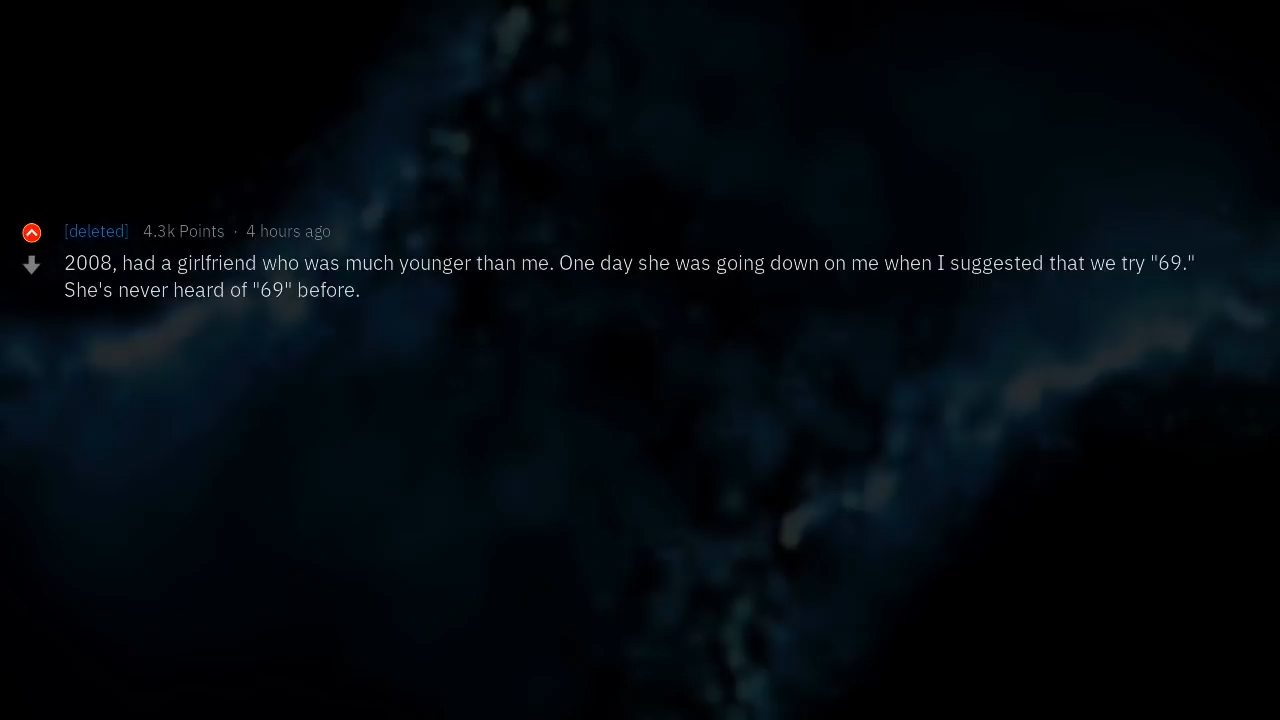 [deleted] 4.3k Points · 4 hours ago
2008, had a girlfriend who was much younger than me. One day she was going down on me when I suggested that we try "69."
She's never heard of "69" before.